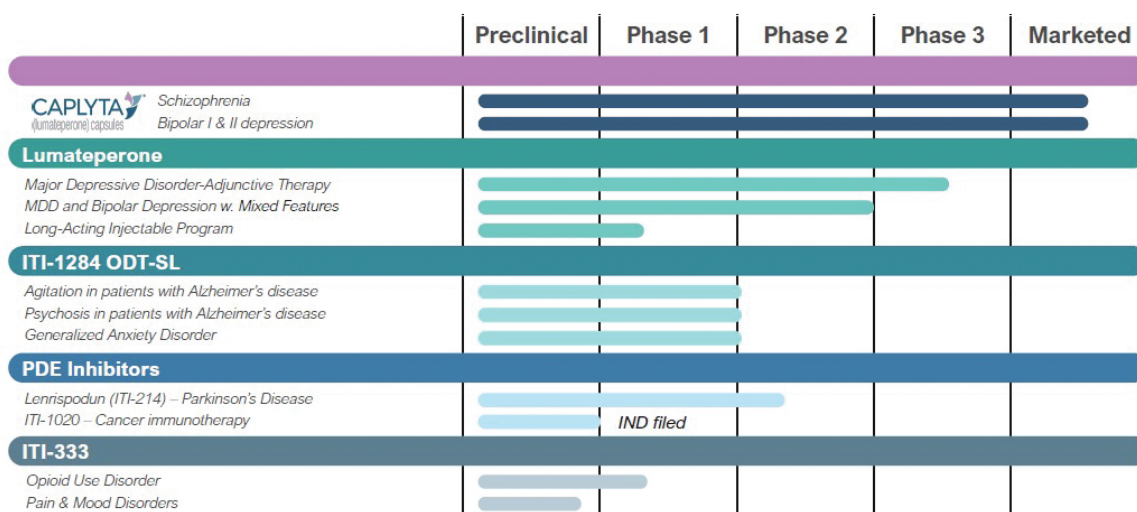 Preclinical Phase 1 Phase 2 Phase 3 Marketed
CAPLYTA
(lumateperone) capsules
Schizophrenia
Bipolar I & II depression
Lumateperone
Major Depressive Disorder-Adjunctive Therapy
MDD and Bipolar Depression w. Mixed Features
Long-Acting Injectable Program
ITI-1284 ODT-SL
Agitation in patients with Alzheimer's disease
Psychosis in patients with Alzheimer's disease
Generalized Anxiety Disorder
PDE Inhibitors
Lenrispodun (ITI-214) – Parkinson's Disease
ITI-1020 – Cancer immunotherapy IND filed
ITI-333
Opioid Use Disorder
Pain & Mood Disorders